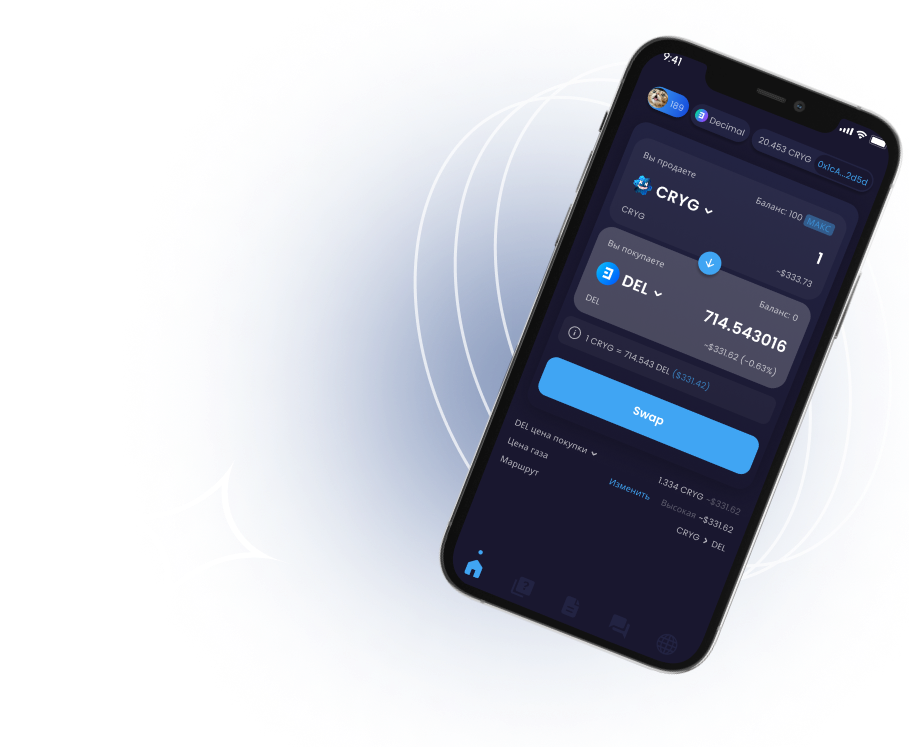 9:41
189
Decimal
20.453 CRYG 0x1cA...2d5d
Вы продаете
Баланс: 100 МАКС
CRYG
1
CRYG
~$333.73
Вы покупаете
Баланс: 0
DEL
714.543016
DEL
~$331.62 (-0.63%)
1 CRYG = 714.543 DEL ($331.42)
Swap
DEL цена покупки
1.334 CRYG ~$331.62
Цена газа
Изменить Высокая ~$331.62
Маршрут
CRYG > DEL